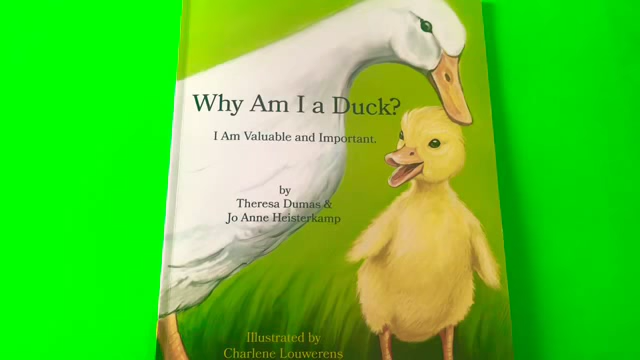 Why Am I a Duck?
I Am Valuable and Important.
by
Theresa Dumas &
Jo Anne Heisterkamp
Illustrated by
Charlene Louwerens